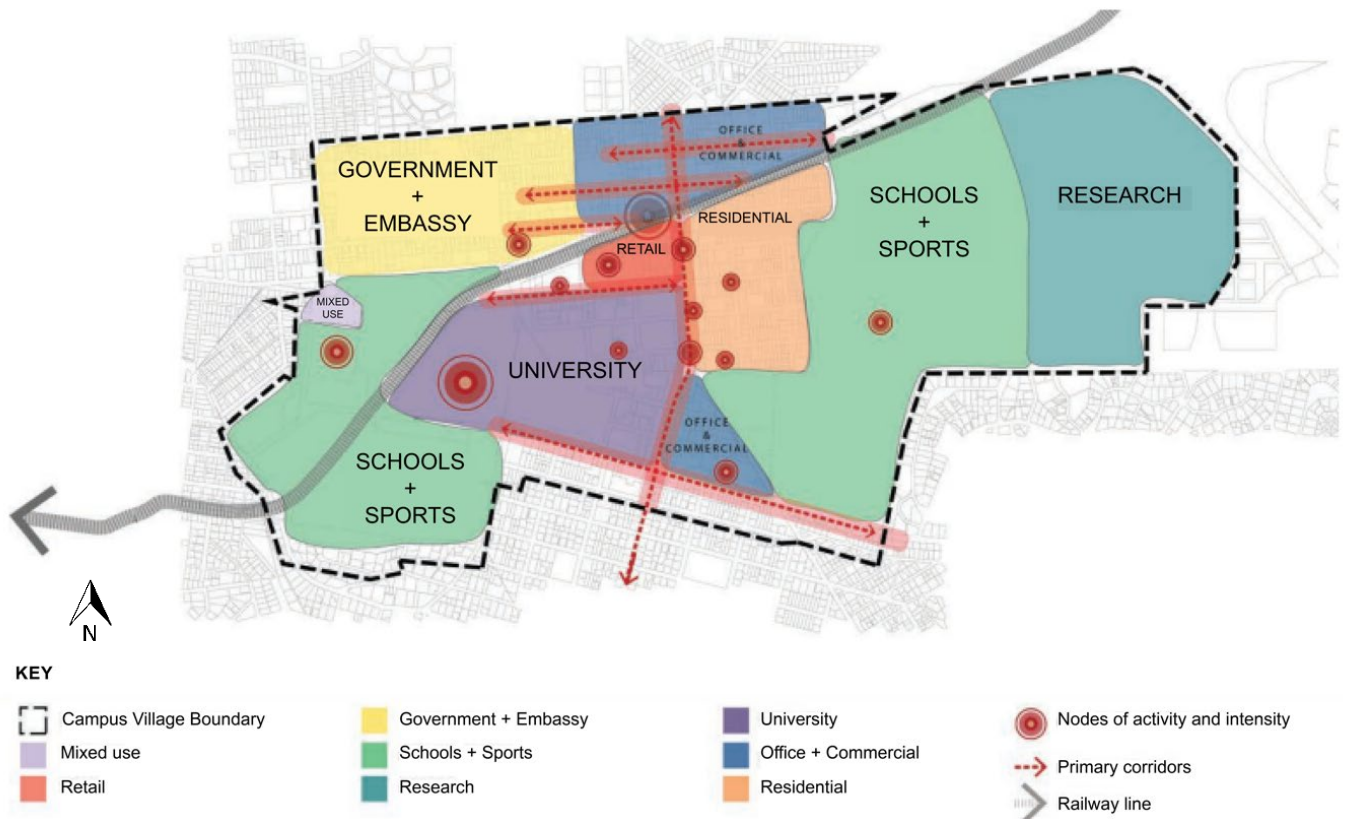 OFFICE
&
COMMERCIAL
GOVERNMENT
+
EMBASSY
SCHOOLS
+
SPORTS
RESEARCH
RESIDENTIAL
RETAIL
MIXED
USE
UNIVERSITY
OFFICE
&
COMMERCIAL
SCHOOLS
+
SPORTS
N
KEY
Campus Village Boundary
Government + Embassy
University
Nodes of activity and intensity
Mixed use
Schools + Sports
Office + Commercial
Primary corridors
Retail
Research
Residential
Railway line